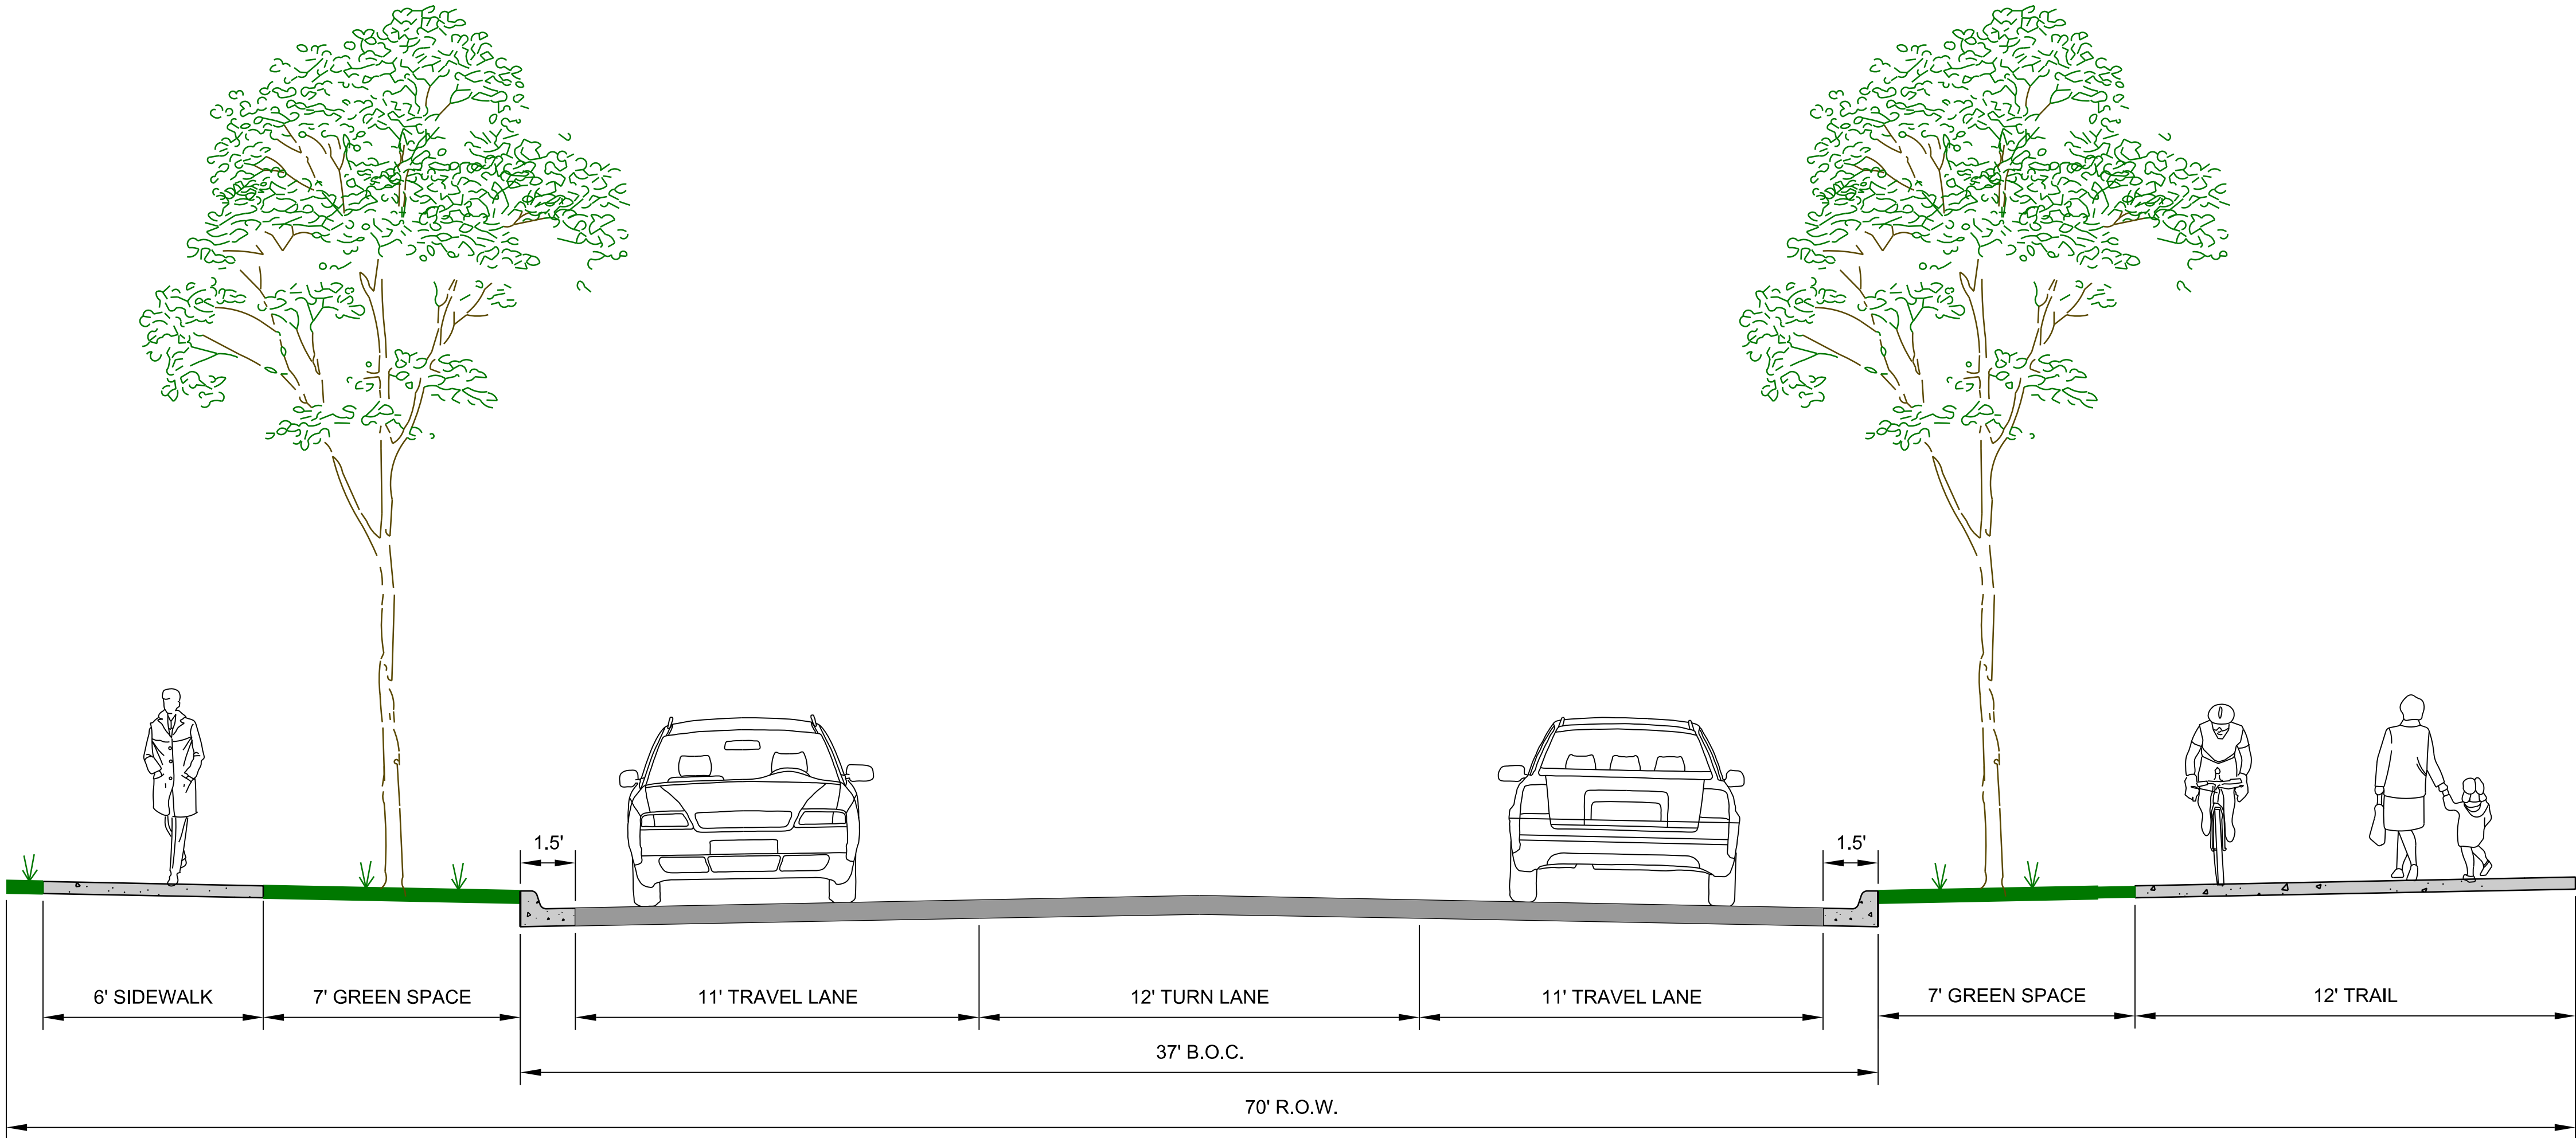 1.5'
1.5'
6' SIDEWALK
7' GREEN SPACE
11' TRAVEL LANE
12' TURN LANE
11' TRAVEL LANE
7' GREEN SPACE
12' TRAIL
37' B.O.C.
70' R.O.W.